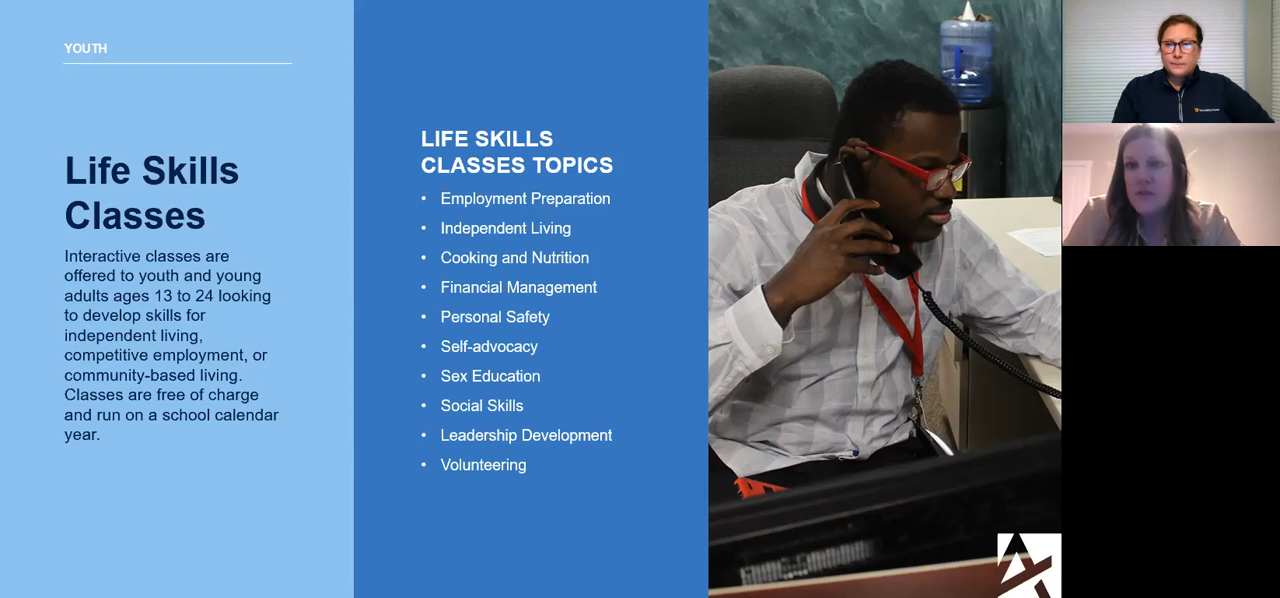 YOUTH
Life Skills
Classes
Interactive classes are
offered to youth and young
adults ages 13 to 24 looking
to develop skills for
independent living,
competitive employment, or
community-based living.
Classes are free of charge
and run on a school calendar
year.
LIFE SKILLS
CLASSES TOPICS
• Employment Preparation
• Independent Living
• Cooking and Nutrition
• Financial Management
• Personal Safety
• Self-advocacy
• Sex Education
• Social Skills
• Leadership Development
• Volunteering